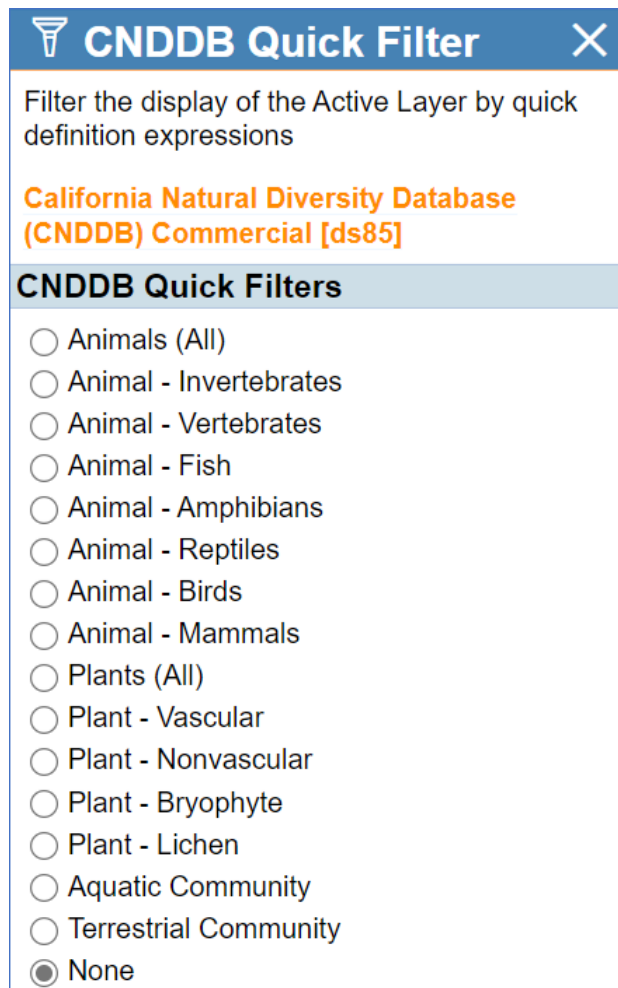 CNDDB Quick Filter
Filter the display of the Active Layer by quick
definition expressions
California Natural Diversity Database
(CNDDB) Commercial [ds85]
CNDDB Quick Filters
Animals (All)
Animal - Invertebrates
Animal - Vertebrates
Animal - Fish
Animal - Amphibians
Animal - Reptiles
Animal - Birds
Animal - Mammals
Plants (All)
Plant - Vascular
Plant - Nonvascular
Plant - Bryophyte
Plant - Lichen
Aquatic Community
Terrestrial Community
None